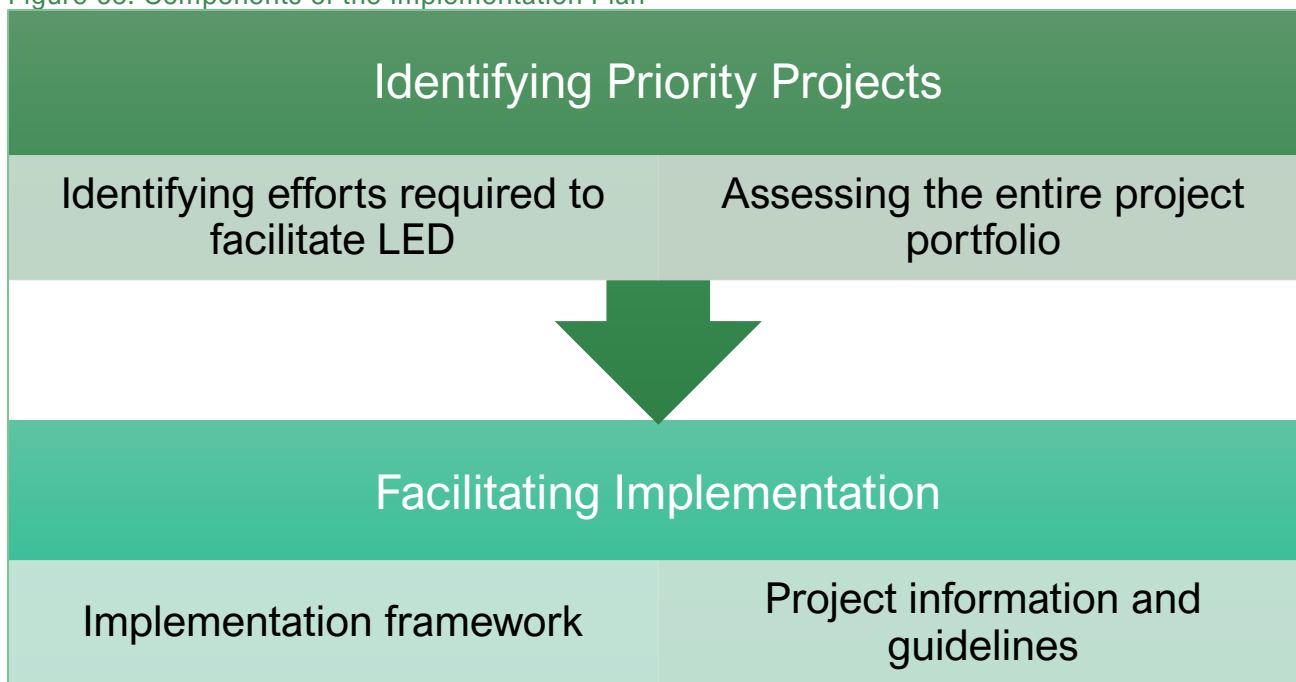 Components of the Implementation Plan
Identifying Priority Projects
Identifying efforts required to
facilitate LED
Assessing the entire project
portfolio
Facilitating Implementation
Implementation framework
Project information and
guidelines